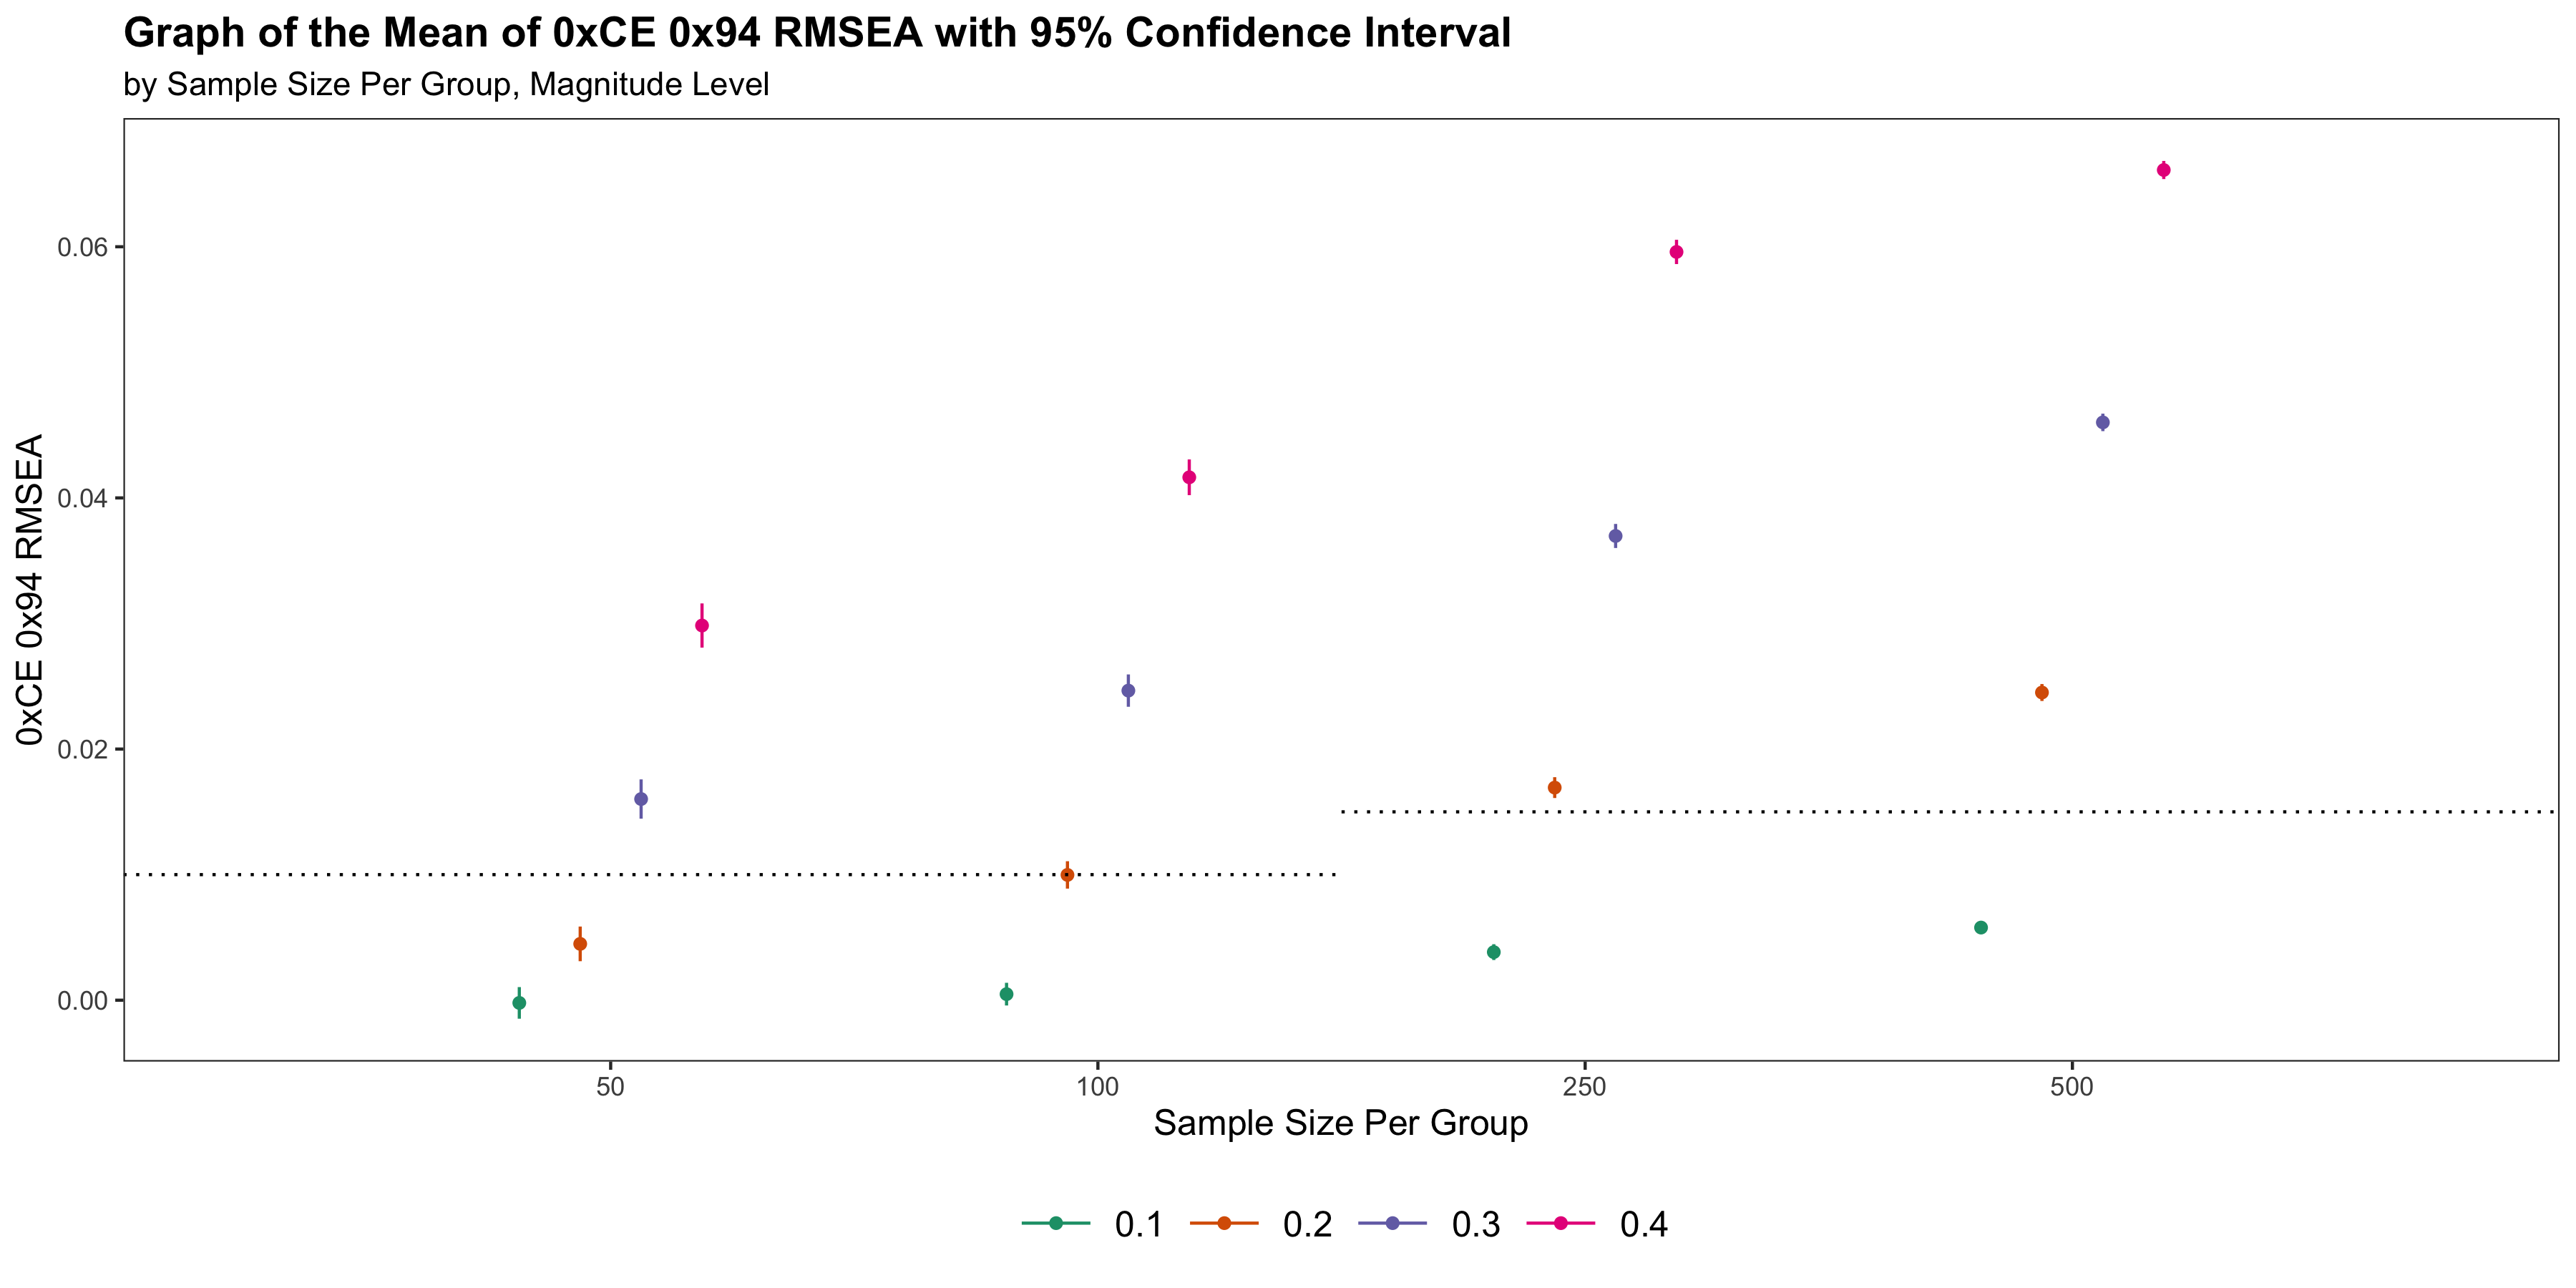 Graph of the Mean of 0xCE 0x94 RMSEA with 95% Confidence Interval
by Sample Size Per Group, Magnitude Level
0xCE 0x94 RMSEA
0.06
0.04
0.02
0.00
50 100 250 500
Sample Size Per Group
0.1 0.2 0.3 0.4